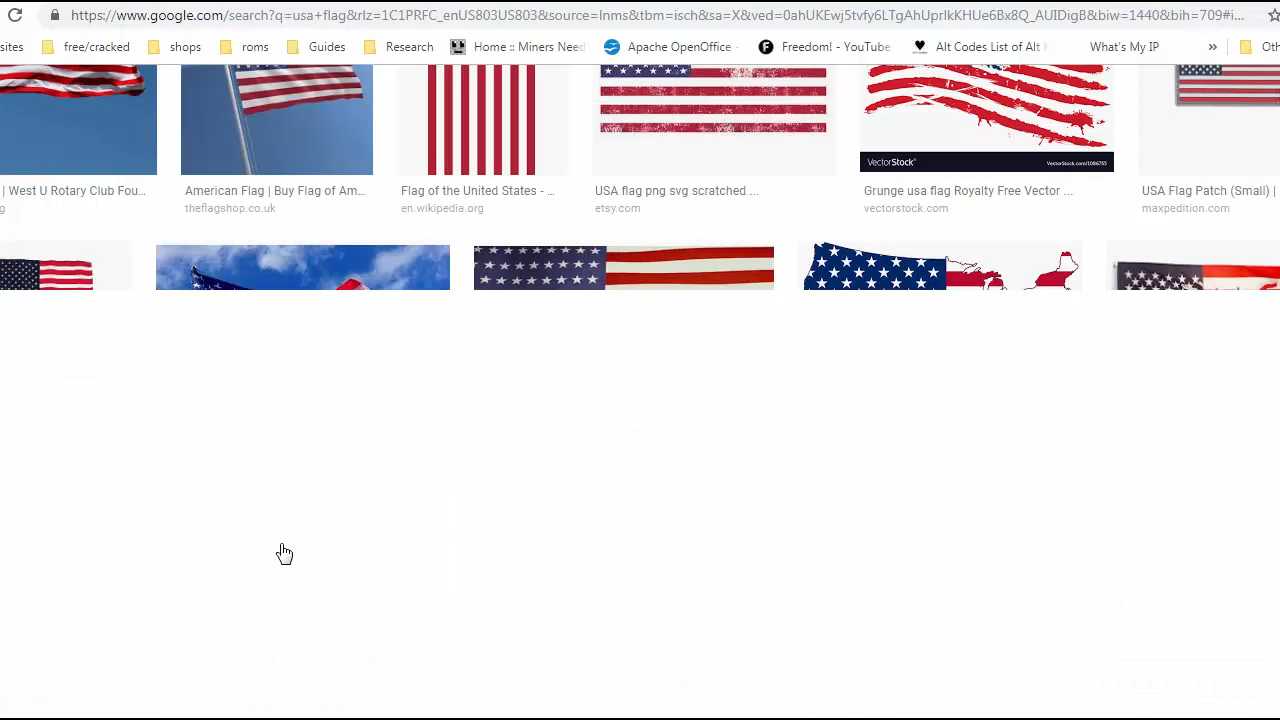 https://www.google.com/search?q=usa+flag&rlz=1C1PRFC_enUS803US803&source=lnms&tbm=isch&sa=X&ved=0ahUKEwj5tvfy6LTgAhUprIkKHUe6Bx8Q_AUIDigB&biw=1440&bih=709#i...
sites free/cracked shops roms Guides Research Home :: Miners Need Apache OpenOffice - Freedom! - YouTube Alt Codes List of Alt What's My IP » Ot
VectorStock® VectorStock.com/1086755
| West U Rotary Club Fou... American Flag | Buy Flag of Am... Flag of the United States - ... USA flag png svg scratched ... Grunge usa flag Royalty Free Vector ... USA Flag Patch (Small) |
g theflagshop.co.uk en.wikipedia.org etsy.com vectorstock.com maxpedition.com